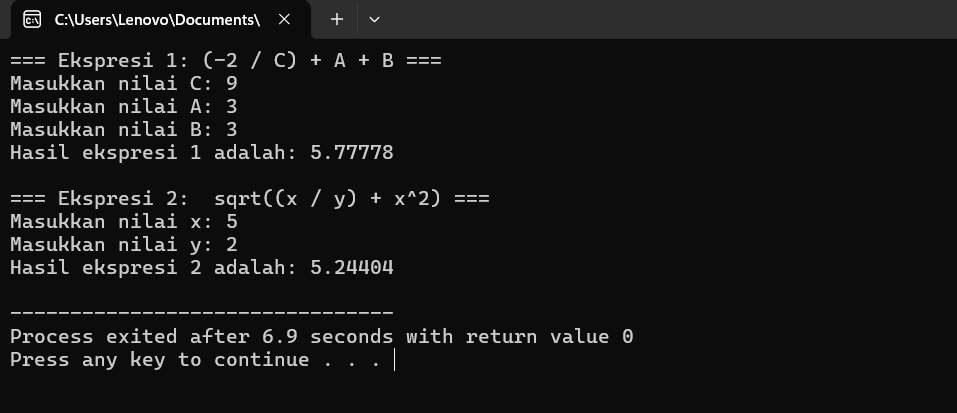 C:\Users\Lenovo\Documents\
=== Ekspresi 1: (-2 / C) + A + B ===
Masukkan nilai C: 9
Masukkan nilai A: 3
Masukkan nilai B: 3
Hasil ekspresi 1 adalah: 5.77778
=== Ekspresi 2:  sqrt((x / y) + x^2) ===
Masukkan nilai x: 5
Masukkan nilai y: 2
Hasil ekspresi 2 adalah: 5.24404
--------------------------------
Process exited after 6.9 seconds with return value 0
Press any key to continue . . .